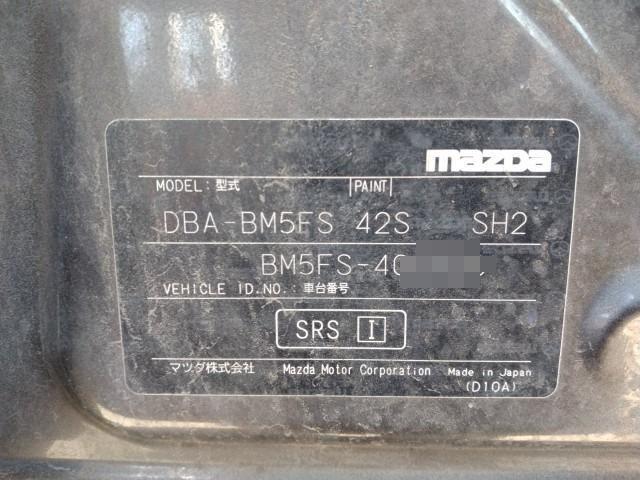 mazda
MODEL: 型式 PAINT
DBA-BM5FS 42S SH2
BM5FS-40
VEHICLE ID.NO.: 車台番号
SRS I
マツダ株式会社 Mazda Motor Corporation Made in Japan
(D10A)